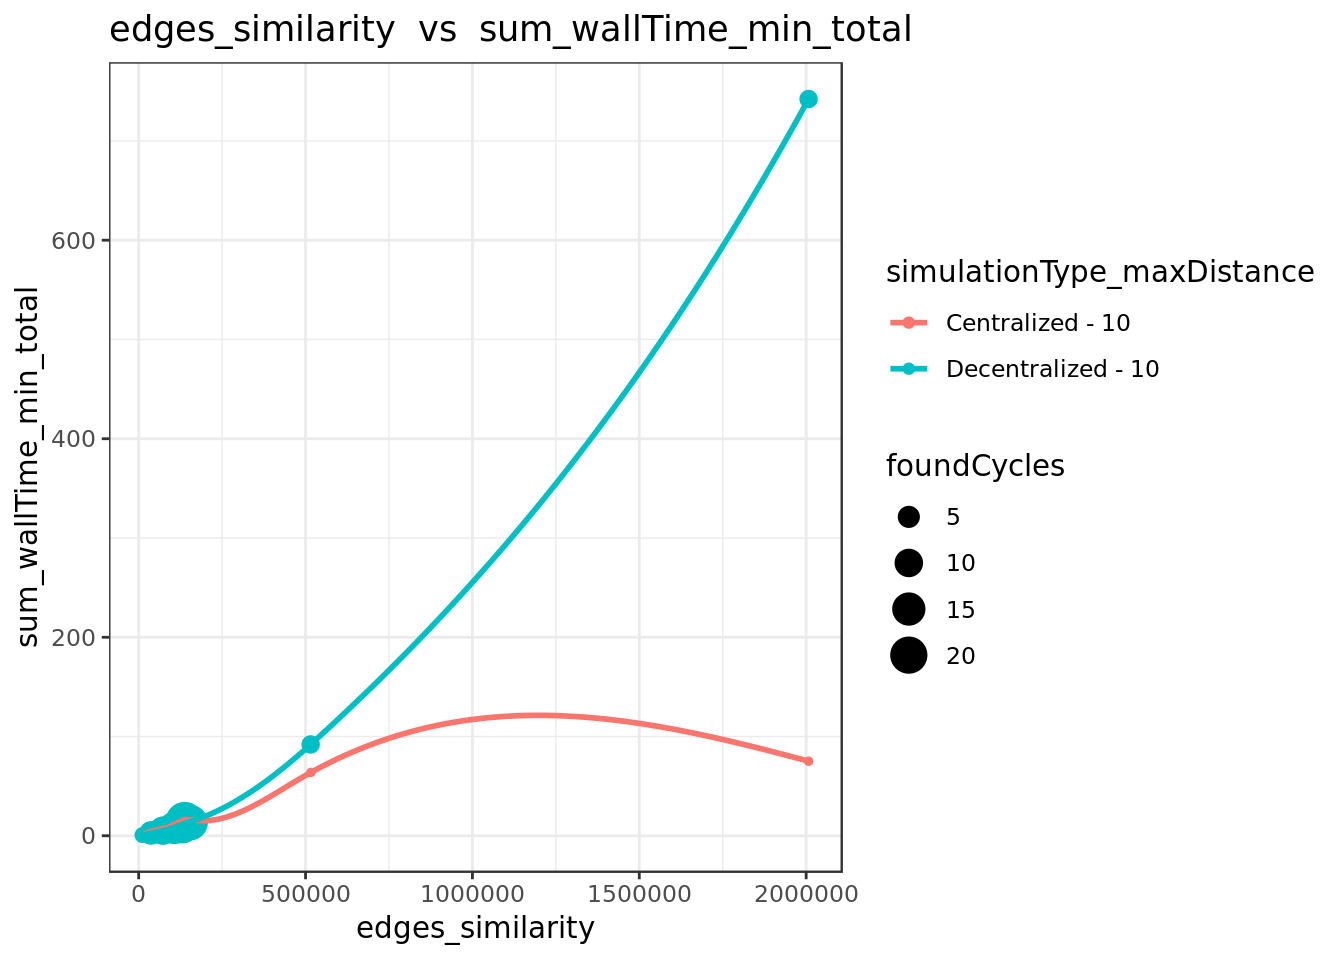 edges_similarity  vs  sum_wallTime_min_total
sum_wallTime_min_total
600
400
200
0
0
500000
1000000
1500000
2000000
edges_similarity
simulationType_maxDistance
Centralized - 10
Decentralized - 10
foundCycles
5
10
15
20